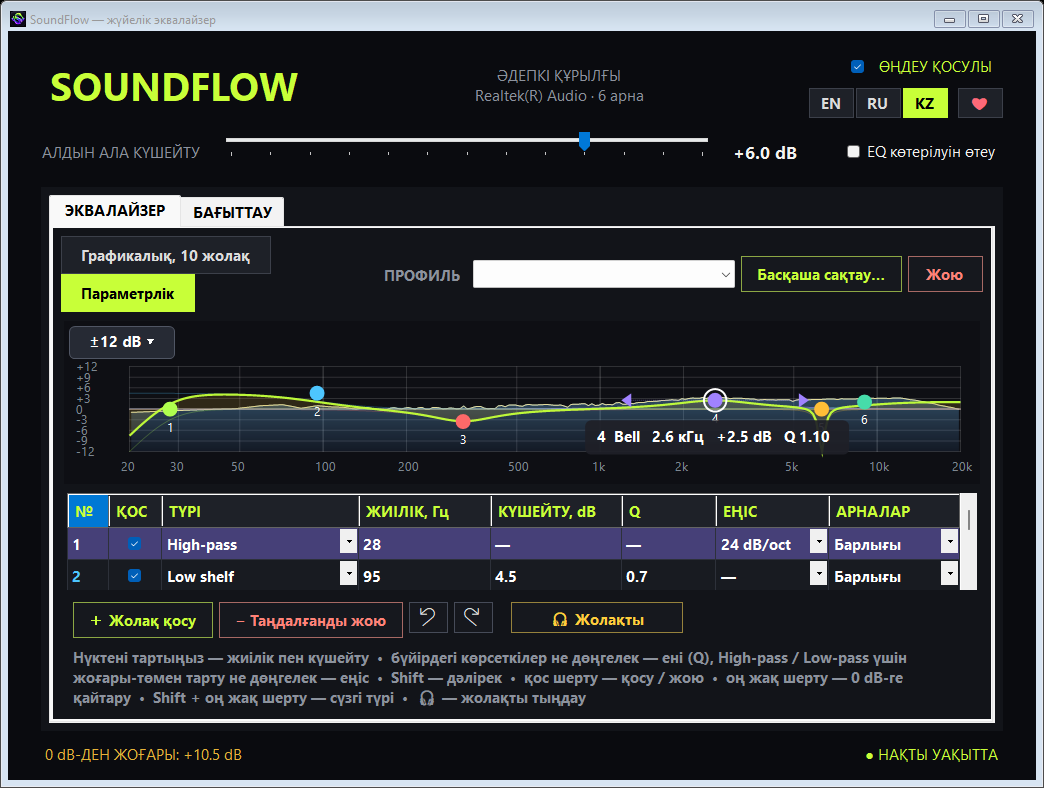 SoundFlow — жүйелік эквалайзер
SOUNDFLOW
ӘДЕПКІ ҚҰРЫЛҒЫ
Realtek(R) Audio · 6 арна
ӨҢДЕУ ҚОСУЛЫ
EN RU KZ
АЛДЫН АЛА КҮШЕЙТУ
+6.0 dB
EQ көтерілуін өтеу
ЭКВАЛАЙЗЕР БАҒЫТТАУ
Графикалық, 10 жолақ
Параметрлік
ПРОФИЛЬ
Басқаша сақтау...
Жою
±12 dB
+12
+9
+6
+3
0
-3
-6
-9
-12
1 2 3 4 6
4 Bell 2.6 кГц +2.5 dB Q 1.10
20 30 50 100 200 500 1k 2k 5k 10k 20k
№ ҚОС ТҮРІ ЖИІЛІК, Гц КҮШЕЙТУ, dB Q ЕҢІС АРНАЛАР
1 High-pass 28 — — 24 dB/oct Барлығы
2 Low shelf 95 4.5 0.7 — Барлығы
+ Жолақ қосу
− Таңдалғанды жою
🎧 Жолақты
Нүктені тартыңыз — жиілік пен күшейту • бүйірдегі көрсеткілер не дөңгелек — ені (Q), High-pass / Low-pass үшін
жоғары-төмен тарту не дөңгелек — еңіс • Shift — дәлірек • қос шерту — қосу / жою • оң жақ шерту — 0 dB-ге
қайтару • Shift + оң жақ шерту — сүзгі түрі • 🎧 — жолақты тыңдау
0 dB-ДЕН ЖОҒАРЫ: +10.5 dB
● НАҚТЫ УАҚЫТТА